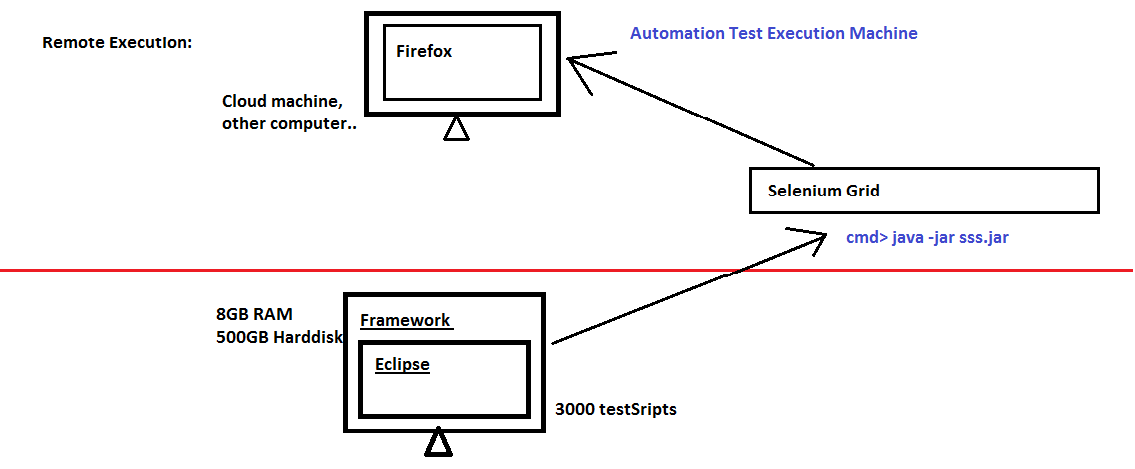 Remote Execution:
Firefox
Automation Test Execution Machine
Cloud machine,
other computer..
Selenium Grid
cmd> java -jar sss.jar
8GB RAM
500GB Harddisk
Framework
Eclipse
3000 testSripts